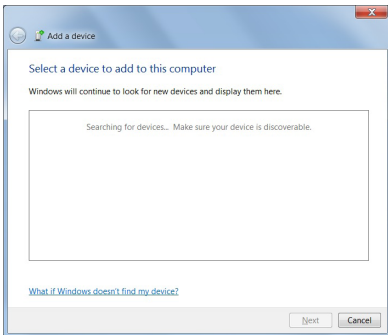 Add a device
Select a device to add to this computer
Windows will continue to look for new devices and display them here.
Searching for devices... Make sure your device is discoverable.
What if Windows doesn't find my device?
Next Cancel